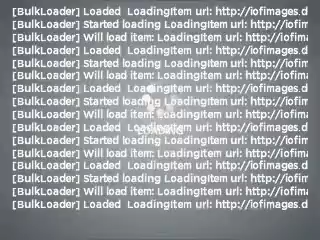 [BulkLoader] Loaded LoadingItem url: http://iofimages.d
[BulkLoader] Started loading LoadingItem url: http://iofim
[BulkLoader] Will load item: LoadingItem url: http://iofima
[BulkLoader] Loaded LoadingItem url: http://iofimages.d
[BulkLoader] Started loading LoadingItem url: http://iofim
[BulkLoader] Will load item: LoadingItem url: http://iofima
[BulkLoader] Loaded LoadingItem url: http://iofimages.d
[BulkLoader] Started loading LoadingItem url: http://iofim
[BulkLoader] Will load item: LoadingItem url: http://iofima
[BulkLoader] Loaded LoadingItem url: http://iofimages.d
LOADING
[BulkLoader] Started loading LoadingItem url: http://iofim
[BulkLoader] Will load item: LoadingItem url: http://iofima
[BulkLoader] Loaded LoadingItem url: http://iofimages.d
[BulkLoader] Started loading LoadingItem url: http://iofim
[BulkLoader] Will load item: LoadingItem url: http://iofima
[BulkLoader] Loaded LoadingItem url: http://iofimages.d